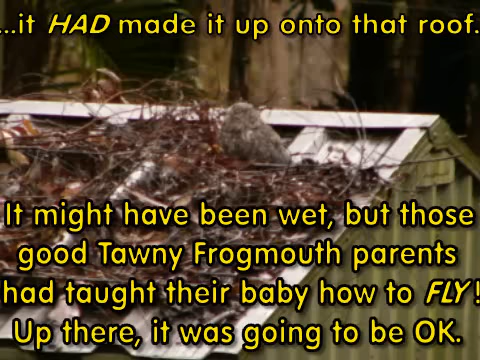 ...it HAD made it up onto that roof.
It might have been wet, but those
good Tawny Frogmouth parents
had taught their baby how to FLY!
Up there, it was going to be OK.